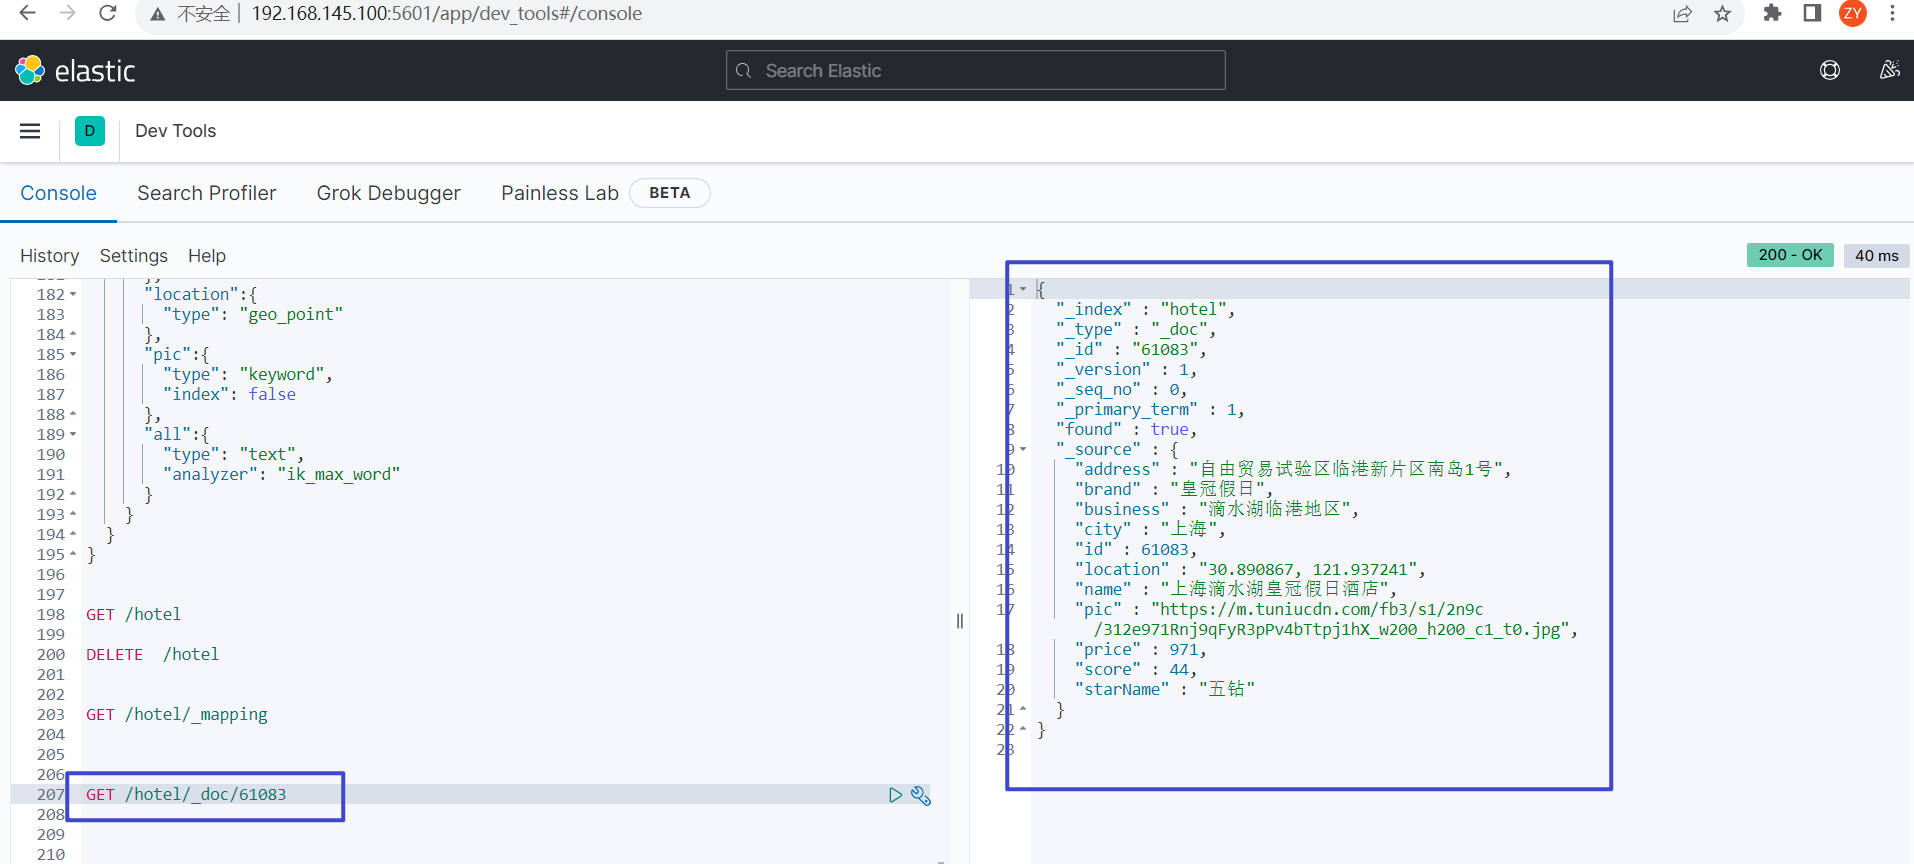 不安全 192.168.145.100:5601/app/dev_tools#/console
ZY
elastic
Search Elastic
D
Dev Tools
Console
Search Profiler
Grok Debugger
Painless Lab
BETA
History
Settings
Help
200 - OK
40 ms
182 "location":{
183 "type": "geo_point"
184 },
185 "pic":{
186 "type": "keyword",
187 "index": false
188 },
189 "all":{
190 "type": "text",
191 "analyzer": "ik_max_word"
192 }
193 }
194 }
195 }
196
197
198 GET /hotel
199
200 DELETE  /hotel
201
202
203 GET /hotel/_mapping
204
205
206
207 GET /hotel/_doc/61083
208
209
210
1 {
2 "_index" : "hotel",
3 "_type" : "_doc",
4 "_id" : "61083",
5 "_version" : 1,
6 "_seq_no" : 0,
7 "_primary_term" : 1,
8 "found" : true,
9 "_source" : {
10 "address" : "自由贸易试验区临港新片区南岛1号",
11 "brand" : "皇冠假日",
12 "business" : "滴水湖临港地区",
13 "city" : "上海",
14 "id" : 61083,
15 "location" : "30.890867, 121.937241",
16 "name" : "上海滴水湖皇冠假日酒店",
17 "pic" : "https://m.tuniucdn.com/fb3/s1/2n9c
/312e971Rnj9qFyR3pPv4bTtpj1hX_w200_h200_c1_t0.jpg",
18 "price" : 971,
19 "score" : 44,
20 "starName" : "五钻"
21 }
22 }
23